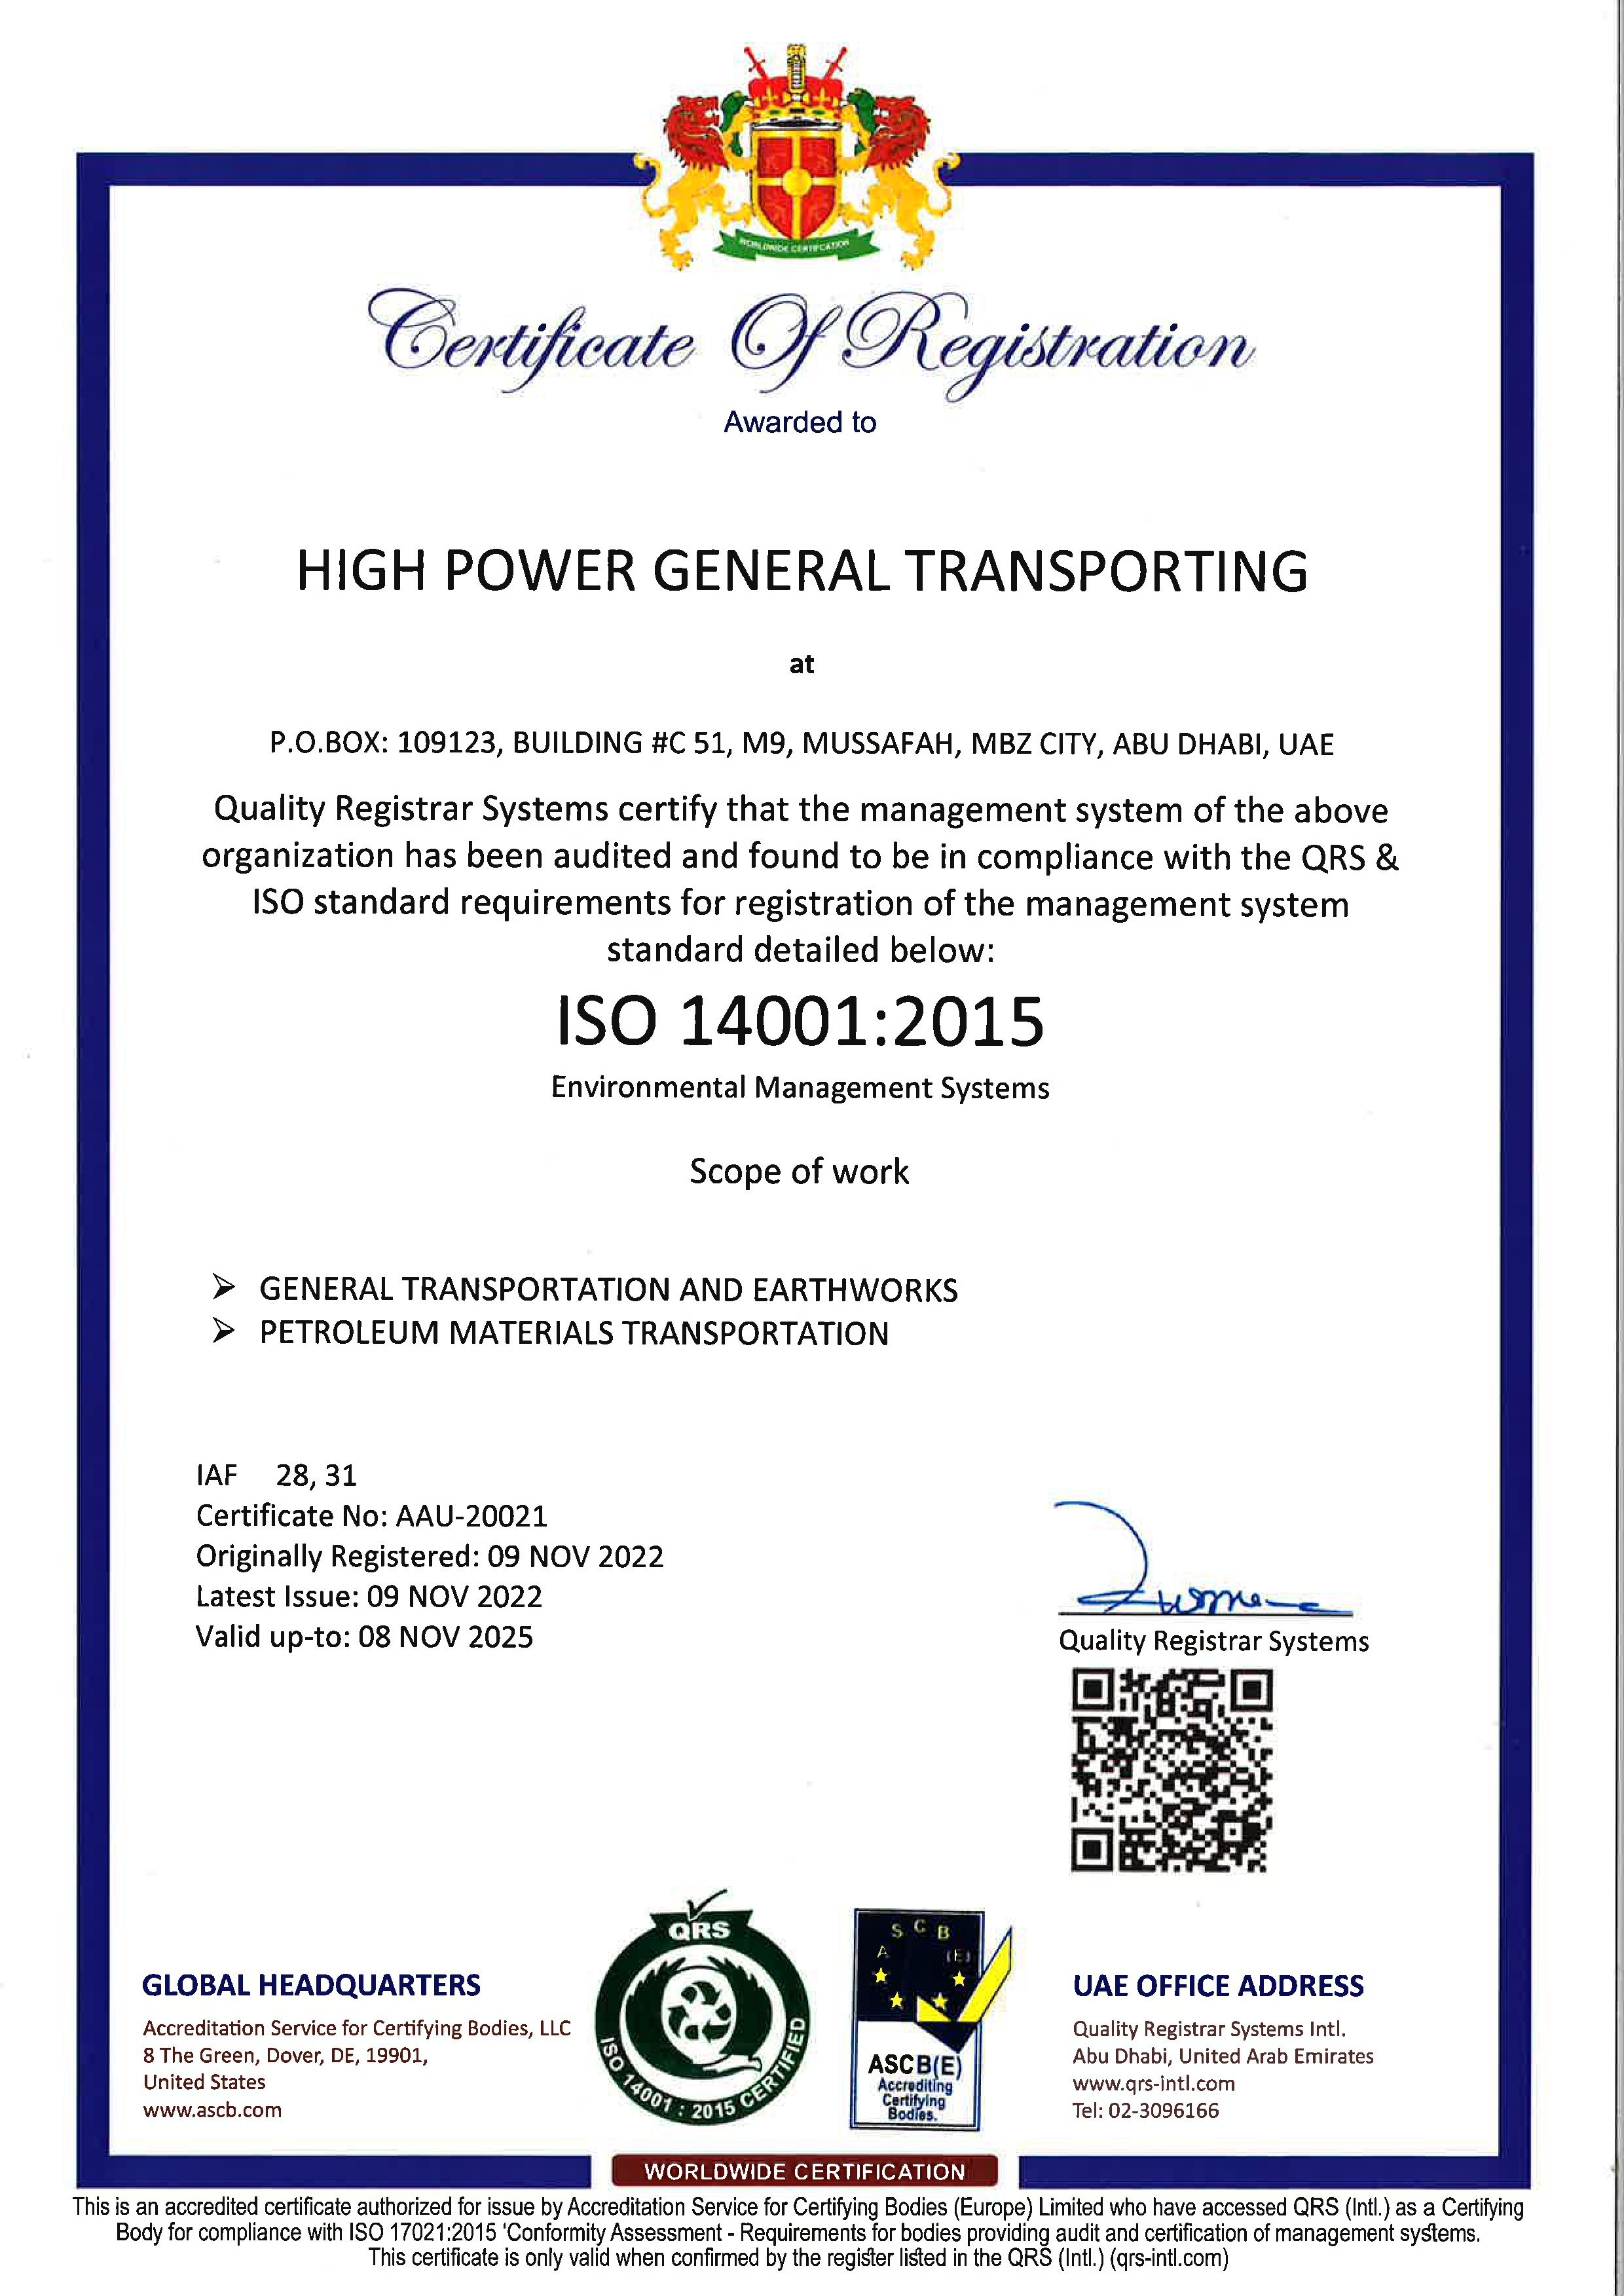 WORLDWIDE CERTIFICATION
Certificate Of Registration
Awarded to
HIGH POWER GENERAL TRANSPORTING
at
P.O.BOX: 109123, BUILDING #C 51, M9, MUSSAFAH, MBZ CITY, ABU DHABI, UAE
Quality Registrar Systems certify that the management system of the above
organization has been audited and found to be in compliance with the QRS &
ISO standard requirements for registration of the management system
standard detailed below:
ISO 14001:2015
Environmental Management Systems
Scope of work
➢ GENERAL TRANSPORTATION AND EARTHWORKS
➢ PETROLEUM MATERIALS TRANSPORTATION
IAF 28, 31
Certificate No: AAU-20021
Originally Registered: 09 NOV 2022
Latest Issue: 09 NOV 2022
Valid up-to: 08 NOV 2025
Quality Registrar Systems
GLOBAL HEADQUARTERS
Accreditation Service for Certifying Bodies, LLC
8 The Green, Dover, DE, 19901,
United States
www.ascb.com
QRS
ISO 14001 : 2015 CERTIFIED
A S C B (E)
ASCB(E)
Accrediting
Certifying
Bodies.
UAE OFFICE ADDRESS
Quality Registrar Systems Intl.
Abu Dhabi, United Arab Emirates
www.qrs-intl.com
Tel: 02-3096166
WORLDWIDE CERTIFICATION
This is an accredited certificate authorized for issue by Accreditation Service for Certifying Bodies (Europe) Limited who have accessed QRS (Intl.) as a Certifying
Body for compliance with ISO 17021:2015 'Conformity Assessment - Requirements for bodies providing audit and certification of management systems.
This certificate is only valid when confirmed by the register listed in the QRS (Intl.) (qrs-intl.com)